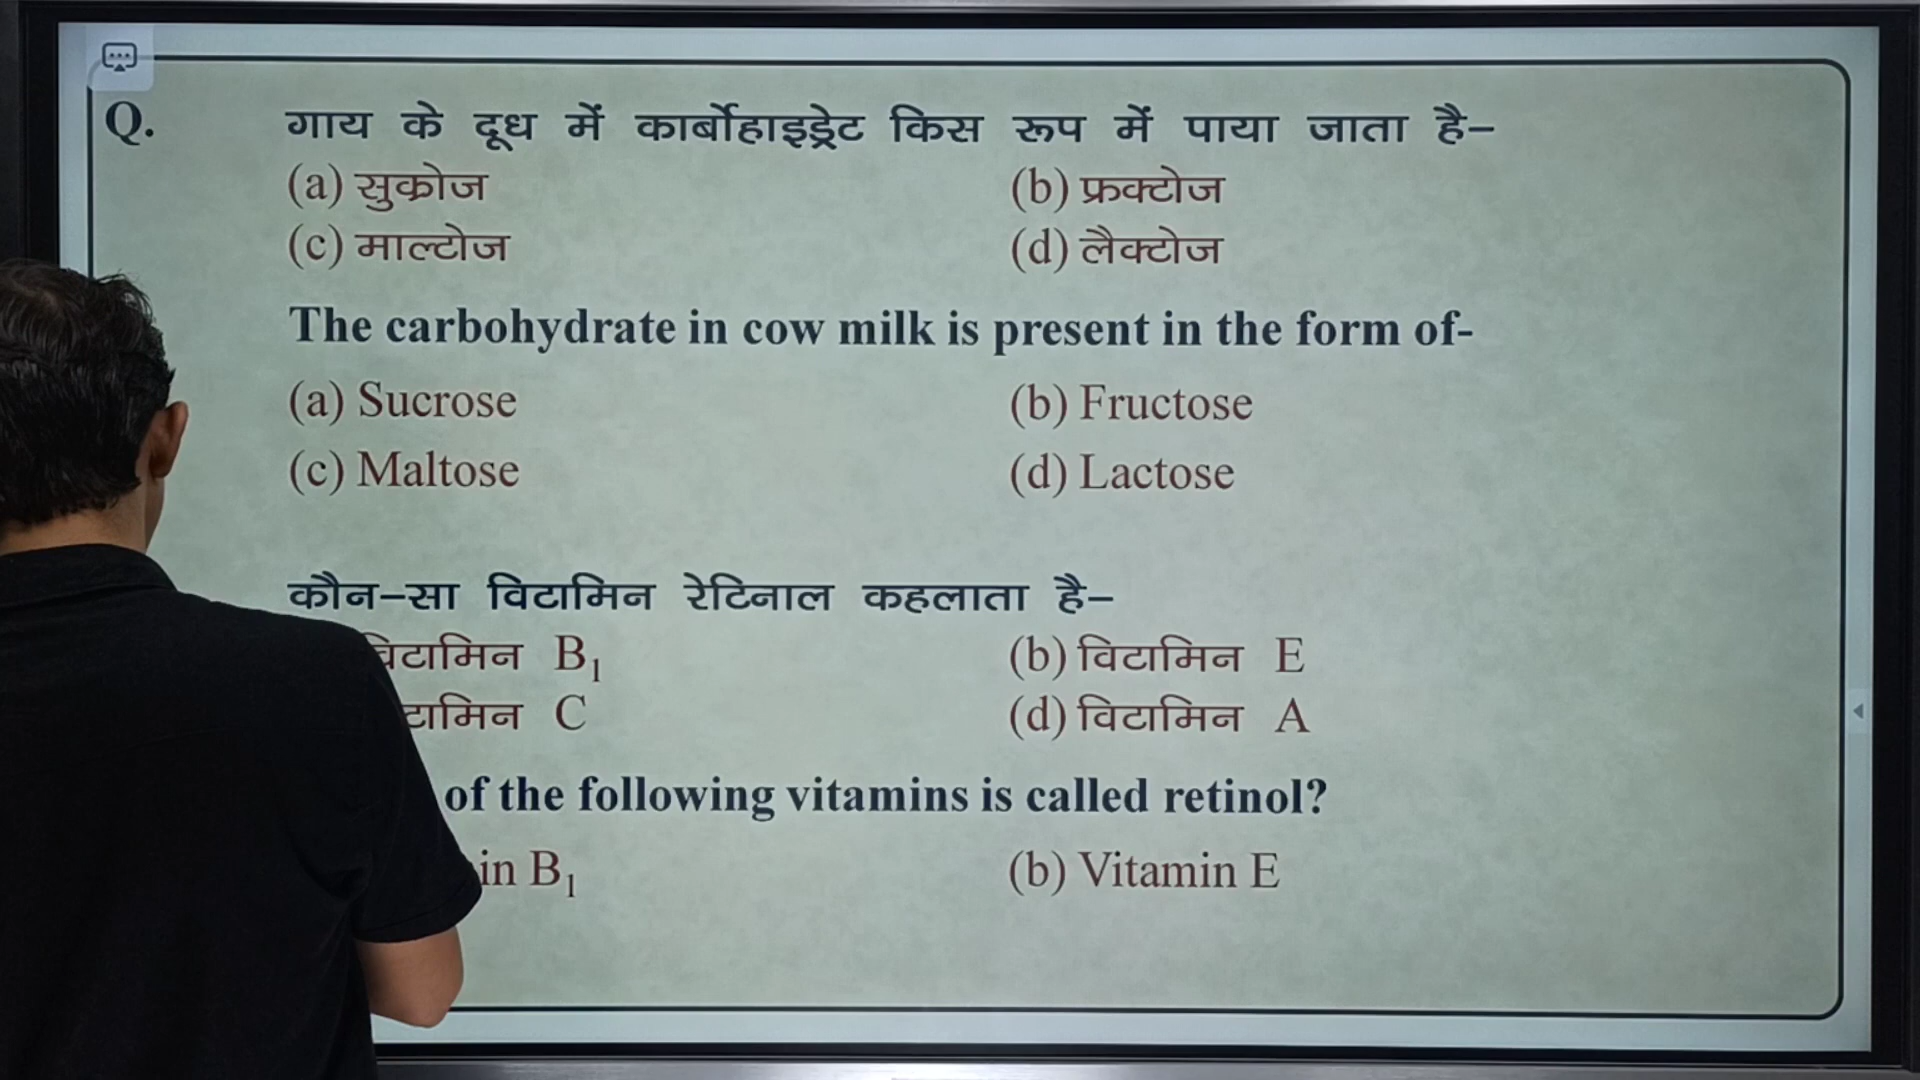 Q. गाय के दूध में कार्बोहाइड्रेट किस रूप में पाया जाता है–
(a) सुक्रोज (b) फ्रक्टोज
(c) माल्टोज (d) लैक्टोज
The carbohydrate in cow milk is present in the form of-
(a) Sucrose (b) Fructose
(c) Maltose (d) Lactose
कौन–सा विटामिन रेटिनाल कहलाता है–
B₁ (b) विटामिन E
C (d) विटामिन A
of the following vitamins is called retinol?
B₁ (b) Vitamin E